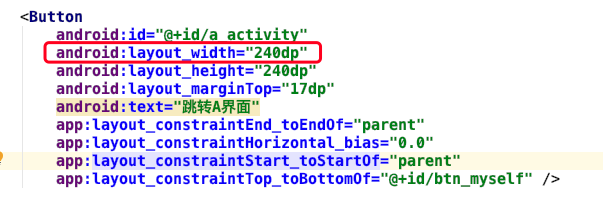 <Button
android:id="@+id/a_activity"
android:layout_width="240dp"
android:layout_height="240dp"
android:layout_marginTop="17dp"
android:text="跳转A界面"
app:layout_constraintEnd_toEndOf="parent"
app:layout_constraintHorizontal_bias="0.0"
app:layout_constraintStart_toStartOf="parent"
app:layout_constraintTop_toBottomOf="@+id/btn_myself" />